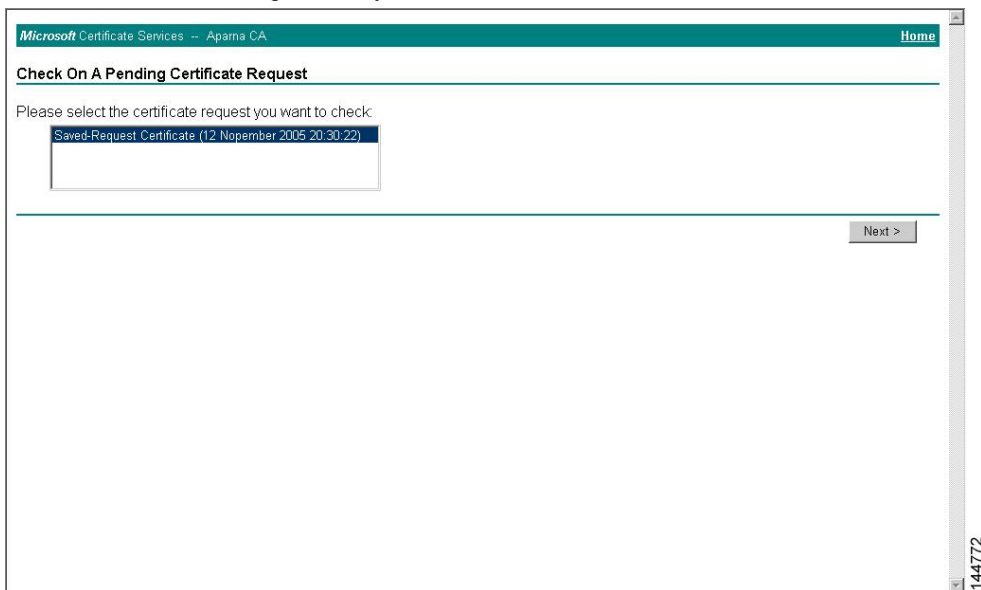 Microsoft Certificate Services -- Aparna CA Home
Check On A Pending Certificate Request
Please select the certificate request you want to check:
Saved-Request Certificate (12 Nopember 2005 20:30:22)
Next >
144772